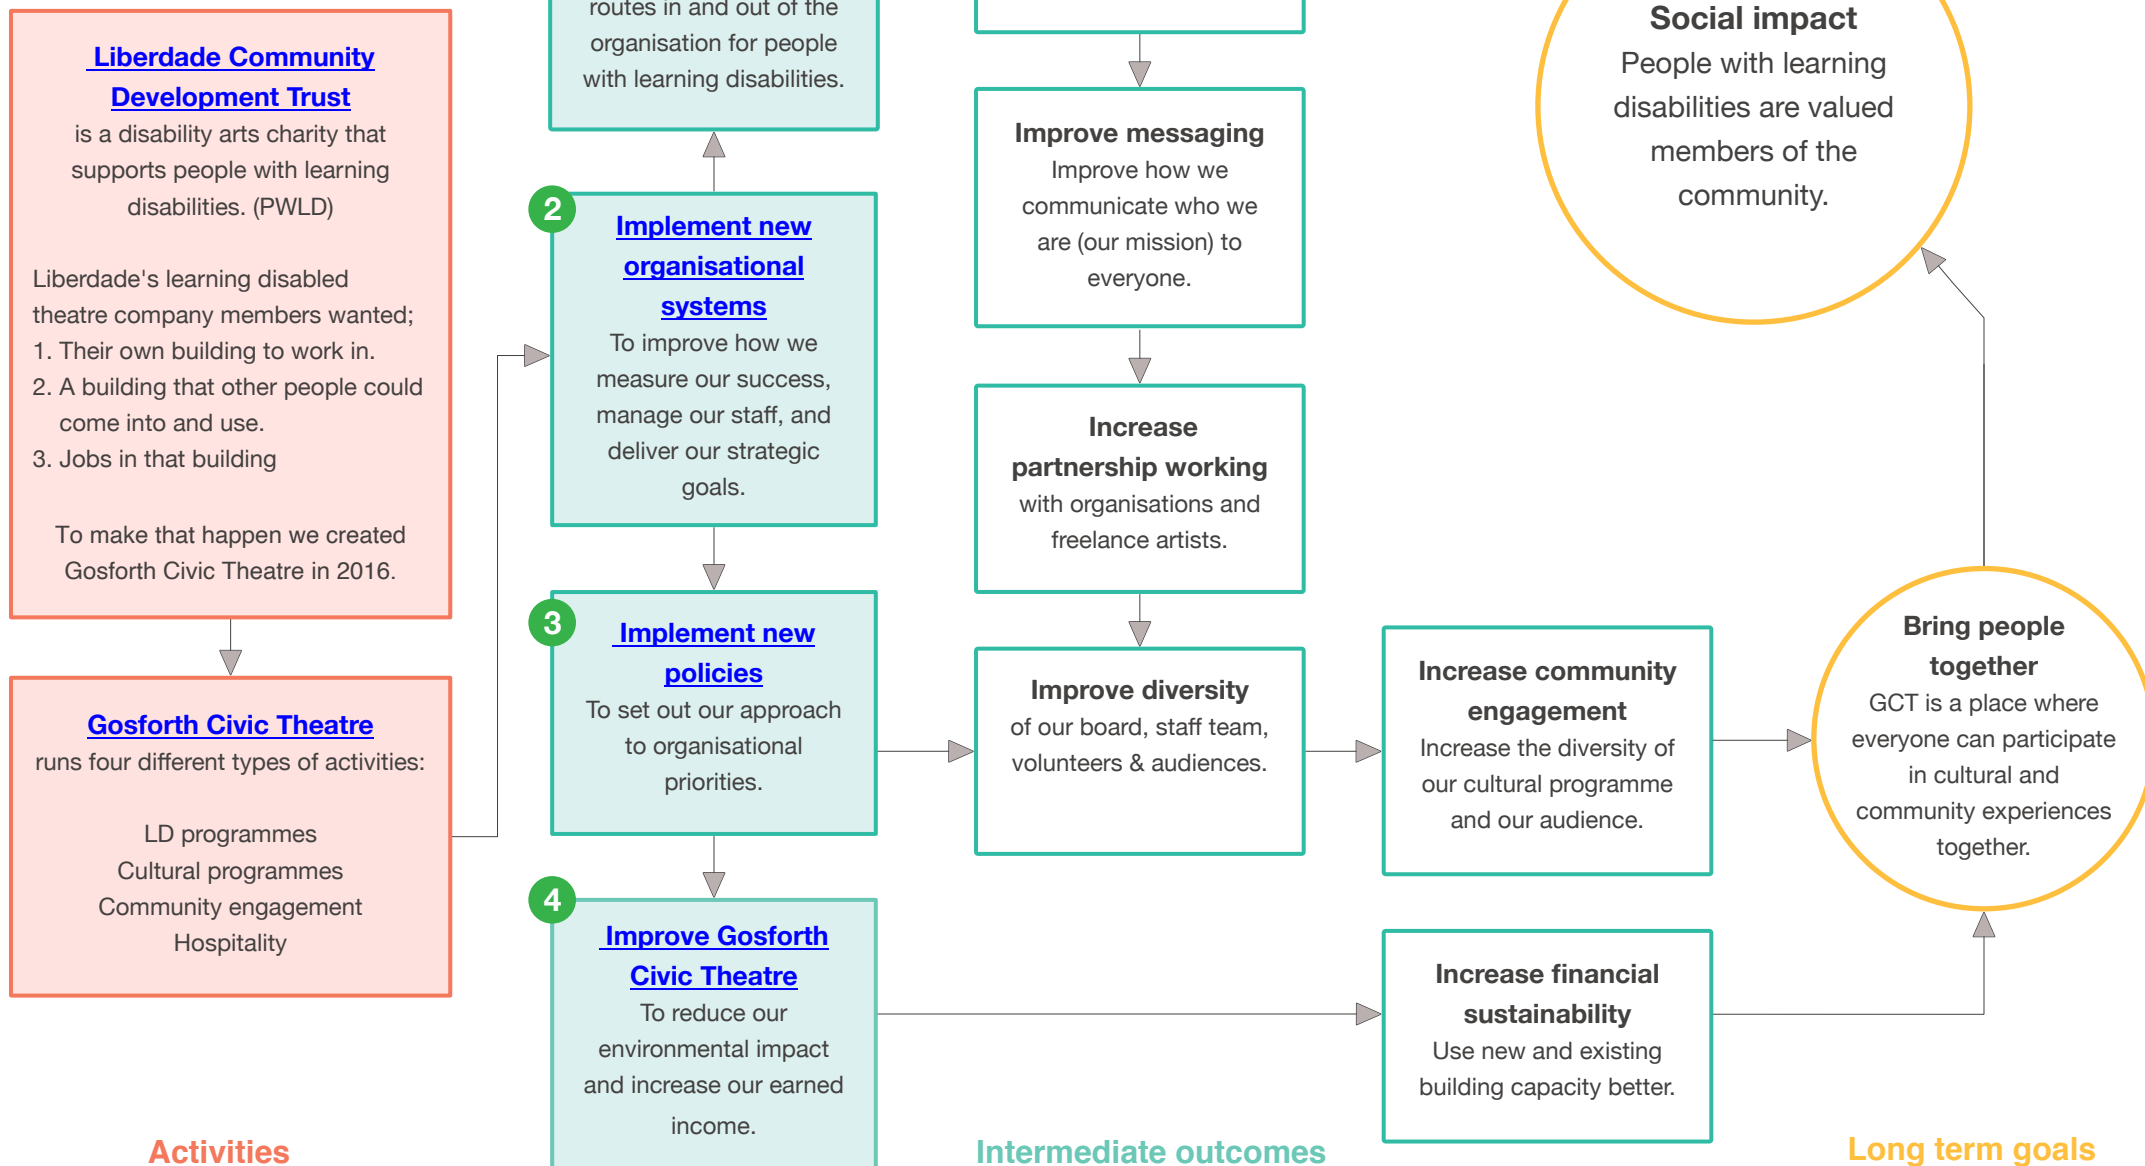 Liberdade Community
Development Trust
is a disability arts charity that
supports people with learning
disabilities. (PWLD)
Liberdade's learning disabled
theatre company members wanted;
1. Their own building to work in.
2. A building that other people could
come into and use.
3. Jobs in that building
To make that happen we created
Gosforth Civic Theatre in 2016.
Gosforth Civic Theatre
runs four different types of activities:
LD programmes
Cultural programmes
Community engagement
Hospitality
Activities
routes in and out of the
organisation for people
with learning disabilities.
2
Implement new
organisational
systems
To improve how we
measure our success,
manage our staff, and
deliver our strategic
goals.
3
Implement new
policies
To set out our approach
to organisational
priorities.
4
Improve Gosforth
Civic Theatre
To reduce our
environmental impact
and increase our earned
income.
Improve messaging
Improve how we
communicate who we
are (our mission) to
everyone.
Increase
partnership working
with organisations and
freelance artists.
Improve diversity
of our board, staff team,
volunteers & audiences.
Intermediate outcomes
Increase community
engagement
Increase the diversity of
our cultural programme
and our audience.
Increase financial
sustainability
Use new and existing
building capacity better.
Social impact
People with learning
disabilities are valued
members of the
community.
Bring people
together
GCT is a place where
everyone can participate
in cultural and
community experiences
together.
Long term goals